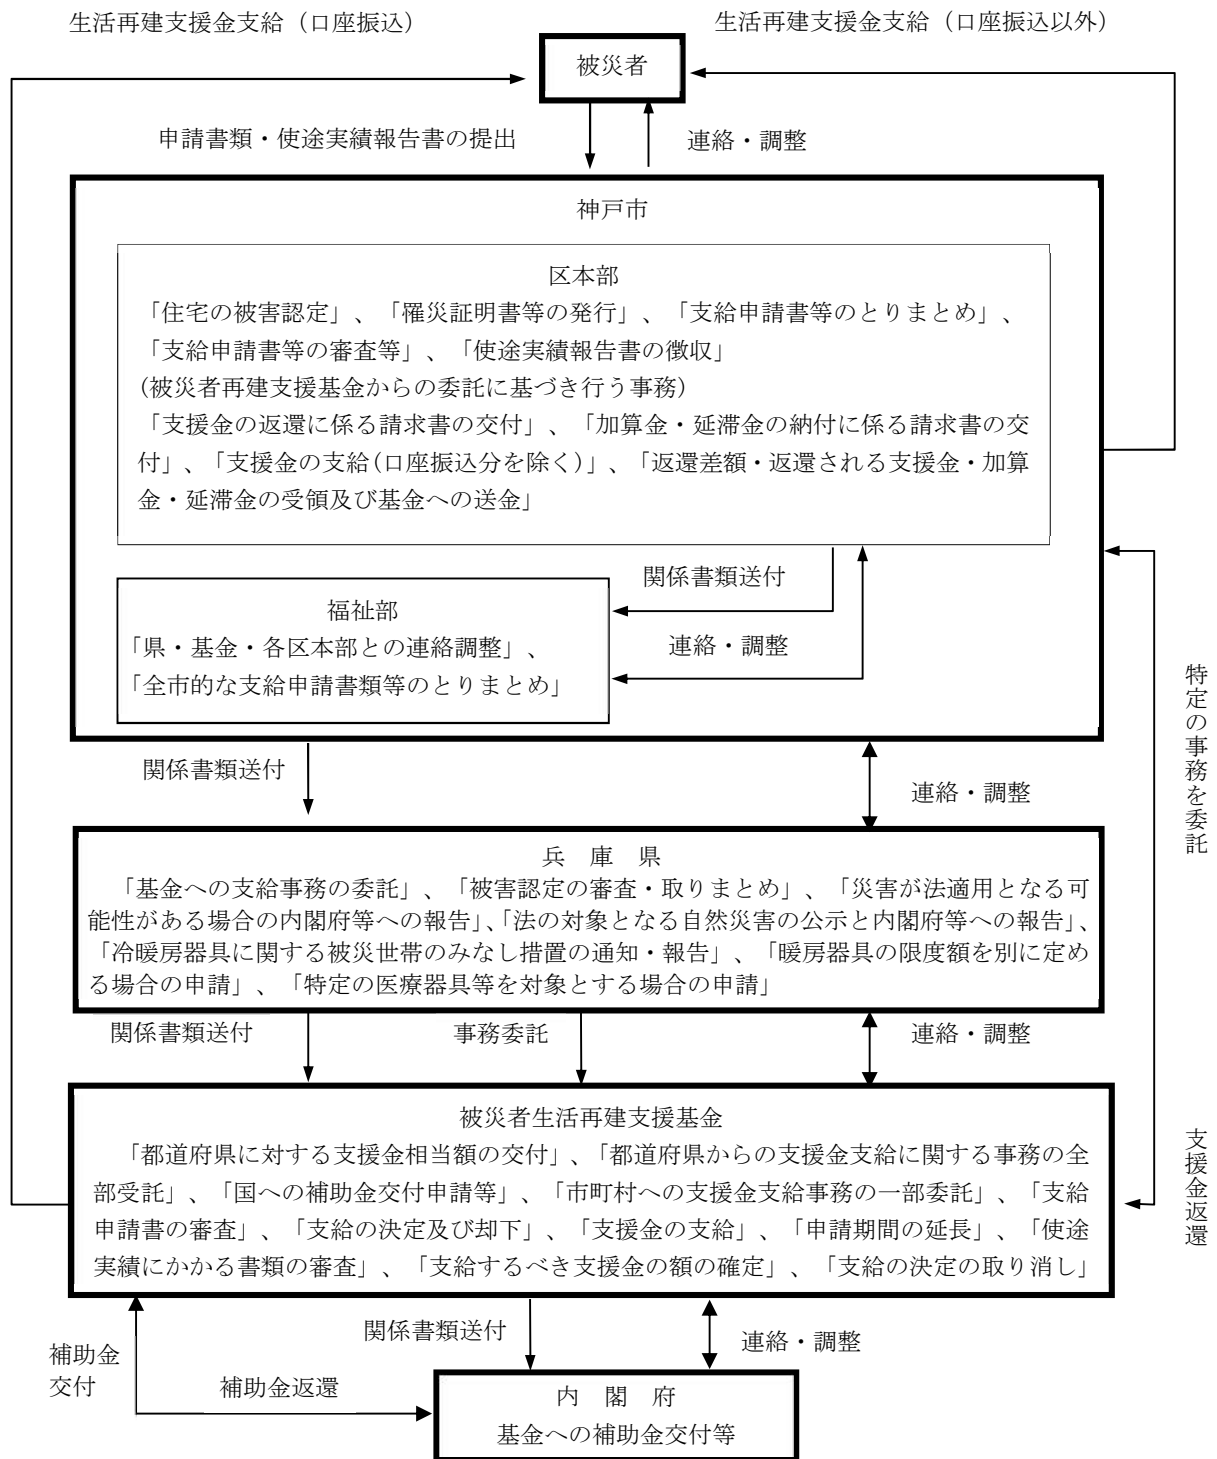 生活再建支援金支給（口座振込）
生活再建支援金支給（口座振込以外）
被災者
申請書類・使途実績報告書の提出
連絡・調整
神戸市
区本部
「住宅の被害認定」、「罹災証明書等の発行」、「支給申請書等のとりまとめ」、
「支給申請書等の審査等」、「使途実績報告書の徴収」
(被災者再建支援基金からの委託に基づき行う事務)
「支援金の返還に係る請求書の交付」、「加算金・延滞金の納付に係る請求書の交
付」、「支援金の支給(口座振込分を除く)」、「返還差額・返還される支援金・加算
金・延滞金の受領及び基金への送金」
関係書類送付
福祉部
「県・基金・各区本部との連絡調整」、
「全市的な支給申請書類等のとりまとめ」
連絡・調整
特定の事務を委託
関係書類送付
連絡・調整
兵　庫　県
「基金への支給事務の委託」、「被害認定の審査・取りまとめ」、「災害が法適用となる可
能性がある場合の内閣府等への報告」、「法の対象となる自然災害の公示と内閣府等への報告」、
「冷暖房器具に関する被災世帯のみなし措置の通知・報告」、「暖房器具の限度額を別に定め
る場合の申請」、「特定の医療器具等を対象とする場合の申請」
関係書類送付
事務委託
連絡・調整
被災者生活再建支援基金
「都道府県に対する支援金相当額の交付」、「都道府県からの支援金支給に関する事務の全
部受託」、「国への補助金交付申請等」、「市町村への支援金支給事務の一部委託」、「支給
申請書の審査」、「支給の決定及び却下」、「支援金の支給」、「申請期間の延長」、「使途
実績にかかる書類の審査」、「支給するべき支援金の額の確定」、「支給の決定の取り消し」
支援金返還
関係書類送付
連絡・調整
補助金
交付
補助金返還
内　閣　府
基金への補助金交付等